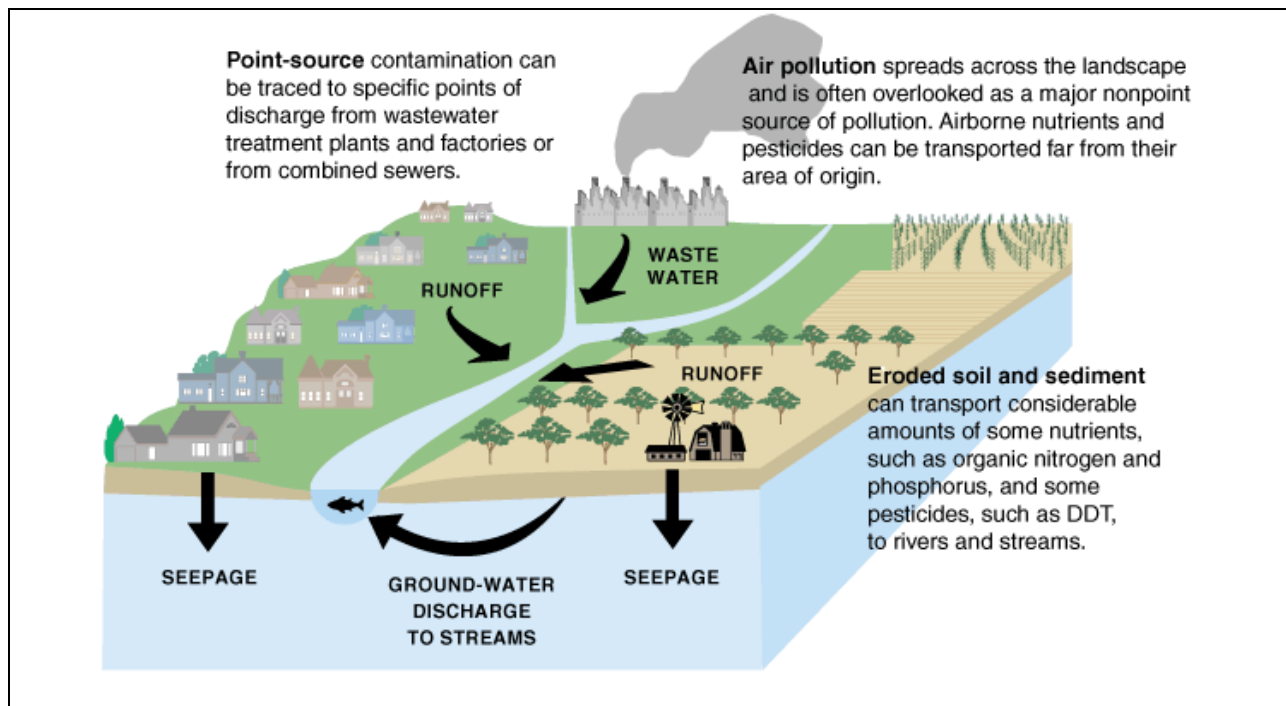 Point-source contamination can
be traced to specific points of
discharge from wastewater
treatment plants and factories or
from combined sewers.
Air pollution spreads across the landscape
and is often overlooked as a major nonpoint
source of pollution. Airborne nutrients and
pesticides can be transported far from their
area of origin.
WASTE
WATER
RUNOFF
RUNOFF
Eroded soil and sediment
can transport considerable
amounts of some nutrients,
such as organic nitrogen and
phosphorus, and some
pesticides, such as DDT,
to rivers and streams.
SEEPAGE
GROUND-WATER
DISCHARGE
TO STREAMS
SEEPAGE